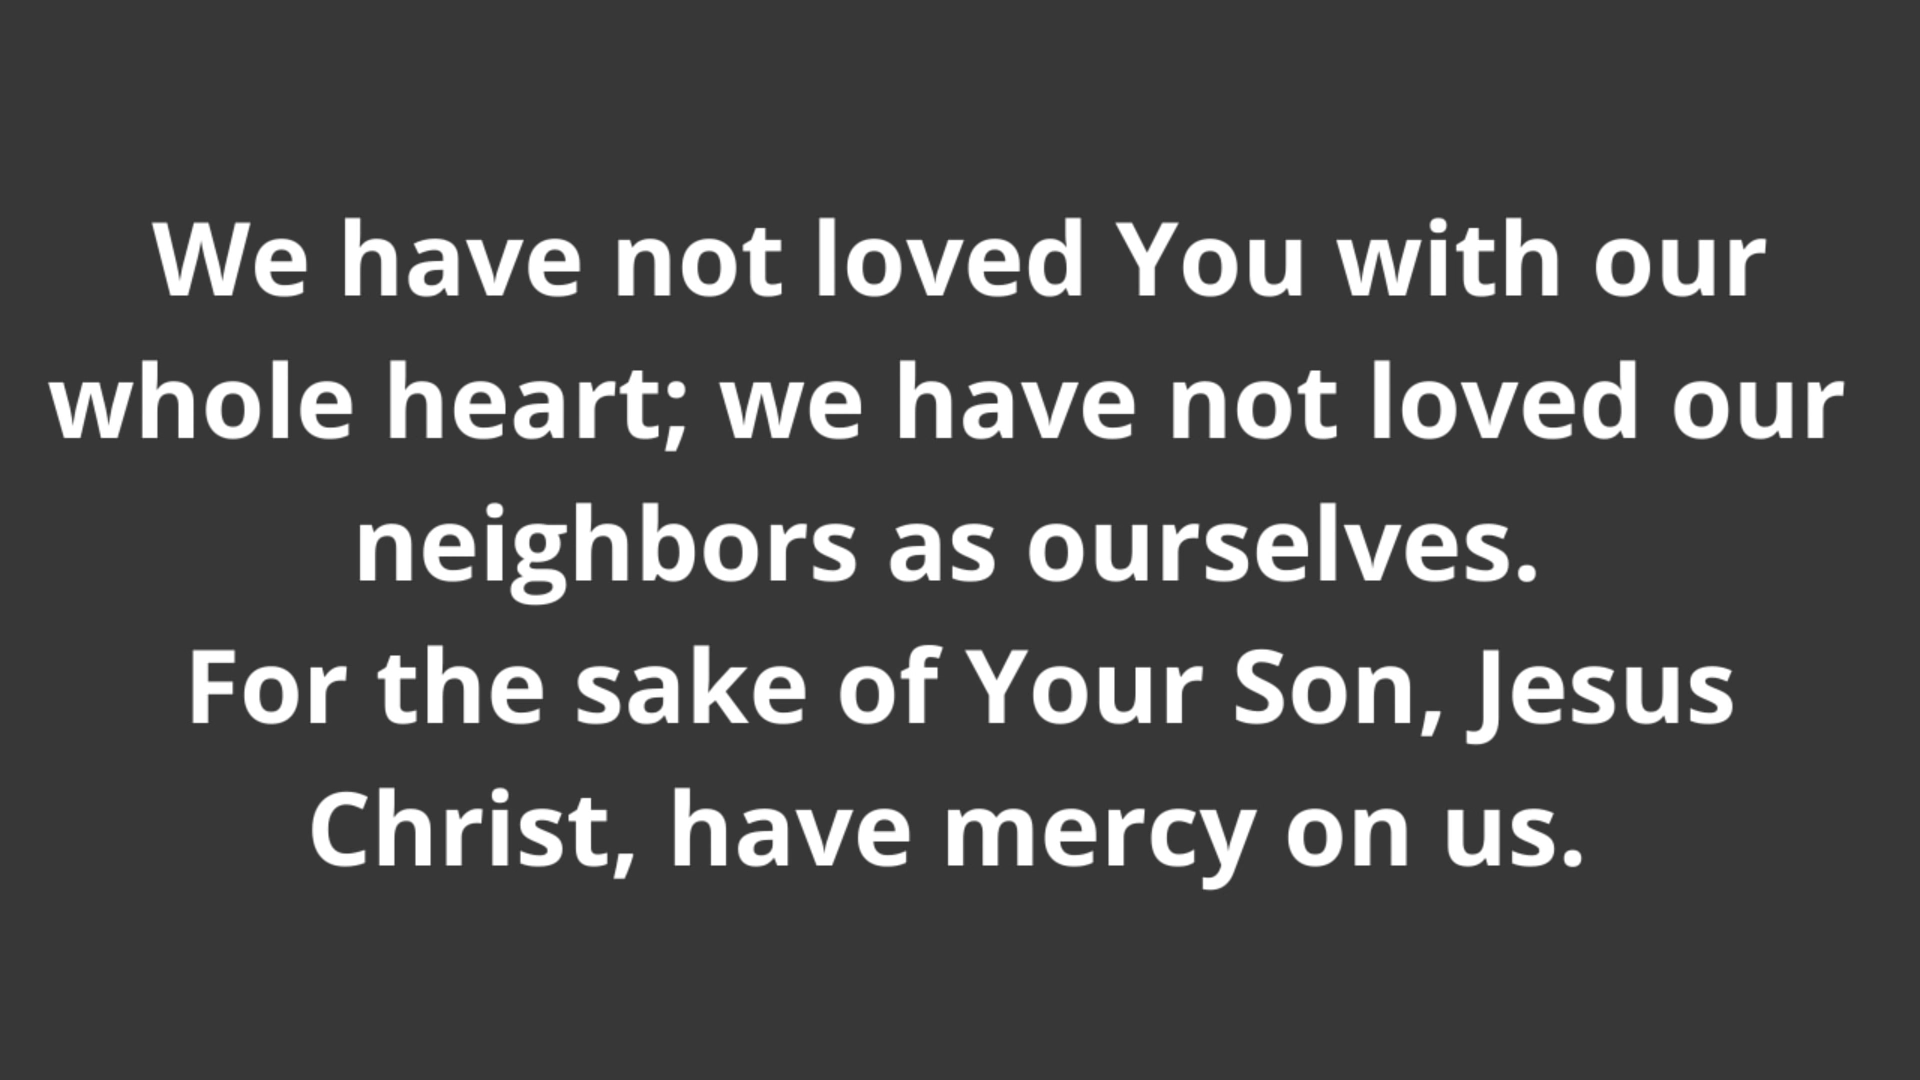 We have not loved You with our
whole heart; we have not loved our
neighbors as ourselves.
For the sake of Your Son, Jesus
Christ, have mercy on us.